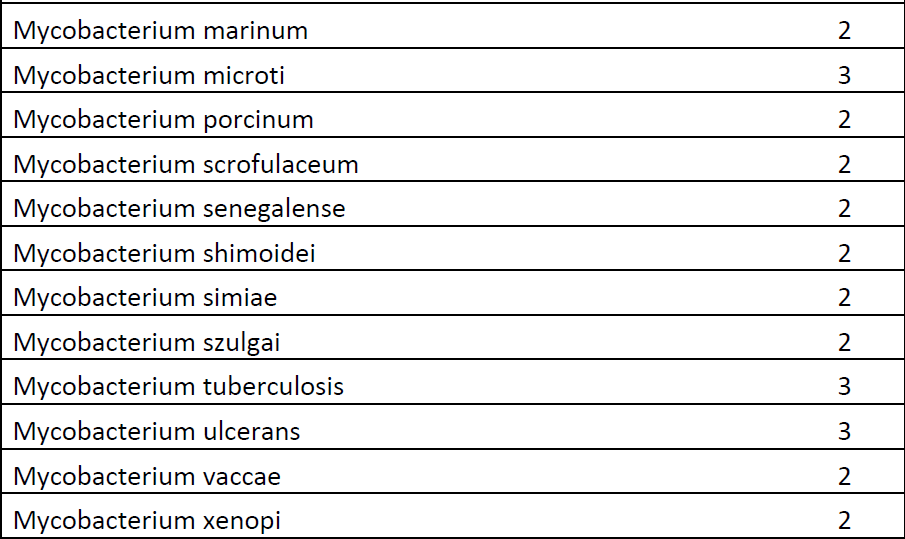 Mycobacterium marinum 2
Mycobacterium microti 3
Mycobacterium porcinum 2
Mycobacterium scrofulaceum 2
Mycobacterium senegalense 2
Mycobacterium shimoidei 2
Mycobacterium simiae 2
Mycobacterium szulgai 2
Mycobacterium tuberculosis 3
Mycobacterium ulcerans 3
Mycobacterium vaccae 2
Mycobacterium xenopi 2